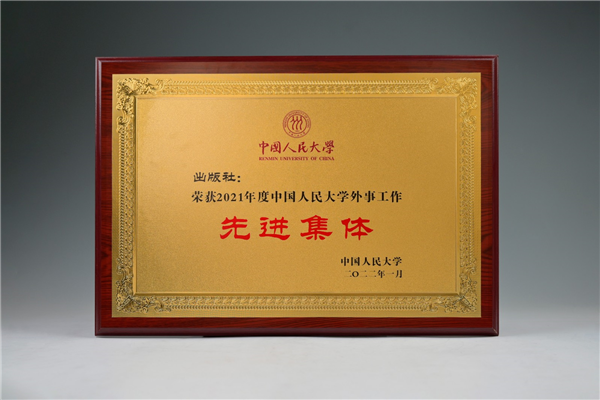 中国人民大学
RENMIN UNIVERSITY OF CHINA
出版社：
荣获2021年度中国人民大学外事工作
先进集体
中国人民大学
二〇二二年一月